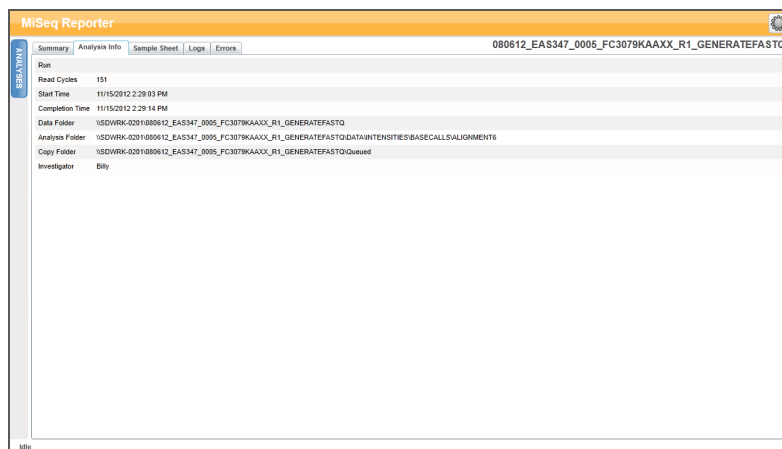 MiSeq Reporter
ANALYSES
Summary Analysis Info Sample Sheet Logs Errors 080612_EAS347_0005_FC3079KAAXX_R1_GENERATEFASTQ
Run
Read Cycles 151
Start Time 11/15/2012 2:29:03 PM
Completion Time 11/15/2012 2:29:14 PM
Data Folder \\SDWRK-0201\080612_EAS347_0005_FC3079KAAXX_R1_GENERATEFASTQ
Analysis Folder \\SDWRK-0201\080612_EAS347_0005_FC3079KAAXX_R1_GENERATEFASTQ\DATA\INTENSITIES\BASECALLS\ALIGNMENT6
Copy Folder \\SDWRK-0201\080612_EAS347_0005_FC3079KAAXX_R1_GENERATEFASTQ\Queued
Investigator Billy
Idle